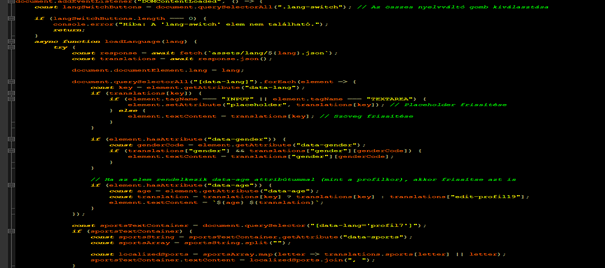 document.addEventListener("DOMContentLoaded", () => {
const langSwitchButtons = document.querySelectorAll(".lang-switch"); // Az összes nyelvváltó gomb kiválasztása
if (langSwitchButtons.length === 0) {
console.error("Hiba: A 'lang-switch' elem nem található.");
return;
}
async function loadLanguage(lang) {
try {
const response = await fetch(`assets/lang/${lang}.json`);
const translations = await response.json();
document.documentElement.lang = lang;
document.querySelectorAll("[data-lang]").forEach(element => {
const key = element.getAttribute("data-lang");
if (translations[key]) {
if (element.tagName === "INPUT" || element.tagName === "TEXTAREA") {
element.setAttribute("placeholder", translations[key]); // Placeholder frissítése
} else {
element.textContent = translations[key]; // Szöveg frissítése
}
}
if (element.hasAttribute("data-gender")) {
const genderCode = element.getAttribute("data-gender");
if (translations["gender"] && translations["gender"][genderCode]) {
element.textContent = translations["gender"][genderCode];
}
}
// Ha az elem rendelkezik data-age attribútummal (mint a profilkor), akkor frissítse azt is
if (element.hasAttribute("data-age")) {
const age = element.getAttribute("data-age");
const translation = translations[key] ? translations[key] : translations["edit-profil19"];
element.textContent = `${age} ${translation}`;
}
});
const sportsTextContainer = document.querySelector("[data-lang='profil7']");
if (sportsTextContainer) {
const sportsString = sportsTextContainer.getAttribute("data-sports");
const sportsArray = sportsString.split("");
const localizedSports = sportsArray.map(letter => translations.sports[letter] || letter);
sportsTextContainer.textContent = localizedSports.join(", ");
}